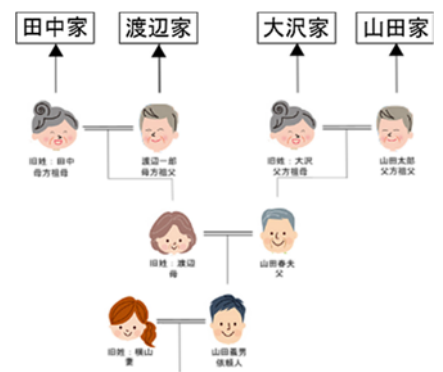 田中家
渡辺家
大沢家
山田家
旧姓：田中
母方祖母
渡辺一郎
母方祖父
旧姓：大沢
父方祖母
山田太郎
父方祖父
旧姓：渡辺
母
山田春夫
父
旧姓：横山
妻
山田義男
依頼人